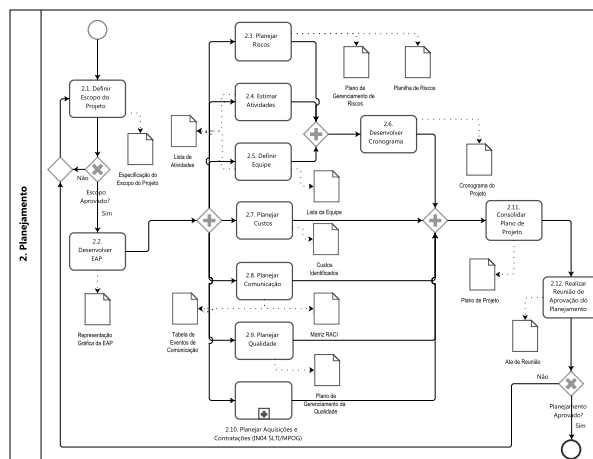 2. Planejamento
2.1. Definir
Escopo do
Projeto
Especificação do
Escopo do Projeto
Não
Escopo
Aprovado?
Sim
2.2.
Desenvolver
EAP
Representação
Gráfica da EAP
2.3. Planejar
Riscos
Plano de
Gerenciamento de
Riscos
Planilha de Riscos
2.4. Estimar
Atividades
Lista de
Atividades
2.5. Definir
Equipe
Lista da Equipe
2.6.
Desenvolver
Cronograma
Cronograma do
Projeto
2.7. Planejar
Custos
Custos
Identificados
2.8. Planejar
Comunicação
Tabela de
Eventos de
Comunicação
Matriz RACI
2.9. Planejar
Qualidade
Plano de
Gerenciamento da
Qualidade
2.10. Planejar Aquisições e
Contratações (IN04 SLTI/MPOG)
2.11.
Consolidar
Plano de
Projeto
Plano de Projeto
2.12. Realizar
Reunião de
Aprovação do
Planejamento
Ata de Reunião
Não
Planejamento
Aprovado?
Sim